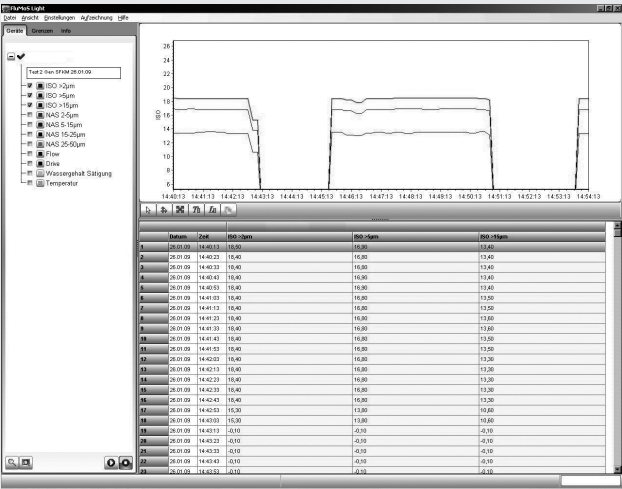 FluMoS Light
Datei Ansicht Einstellungen Aufzeichnung Hilfe
Geräte Grenzen Info
ISO >2µm
ISO >5µm
ISO >15µm
NAS 2-5µm
NAS 5-15µm
NAS 15-25µm
NAS 25-50µm
Flow
Drive
Wassergehalt Sätigung
Temperatur
26
24
22
20
18
16
14
12
10
8
6
ISO
14:40:13 14:41:13 14:42:13 14:43:13 14:44:13 14:45:13 14:46:13 14:47:13 14:48:13 14:49:13 14:50:13 14:51:13 14:52:13 14:53:13 14:54:13
Datum Zeit ISO >2µm ISO >5µm ISO >15µm
1 26.01.09 14:40:13 18,50 16,90 13,40
2 26.01.09 14:40:23 18,40 16,80 13,40
3 26.01.09 14:40:33 18,40 16,80 13,40
4 26.01.09 14:40:43 18,40 16,90 13,40
5 26.01.09 14:40:53 18,40 16,90 13,40
6 26.01.09 14:41:03 18,40 16,80 13,50
7 26.01.09 14:41:13 18,40 16,80 13,50
8 26.01.09 14:41:23 18,40 16,80 13,60
9 26.01.09 14:41:33 18,40 16,80 13,60
10 26.01.09 14:41:43 18,40 16,80 13,50
11 26.01.09 14:41:53 18,40 16,80 13,50
12 26.01.09 14:42:03 18,40 16,80 13,30
13 26.01.09 14:42:13 18,40 16,80 13,30
14 26.01.09 14:42:23 18,40 16,80 13,30
15 26.01.09 14:42:33 18,40 16,80 13,30
16 26.01.09 14:42:43 18,40 16,80 13,30
17 26.01.09 14:42:53 15,30 13,80 10,60
18 26.01.09 14:43:03 15,30 13,80 10,60
19 26.01.09 14:43:13 -0,10 -0,10 -0,10
20 26.01.09 14:43:23 -0,10 -0,10 -0,10
21 26.01.09 14:43:33 -0,10 -0,10 -0,10
22 26.01.09 14:43:43 -0,10 -0,10 -0,10
23 26.01.09 14:43:53 -0,10 -0,10 -0,10